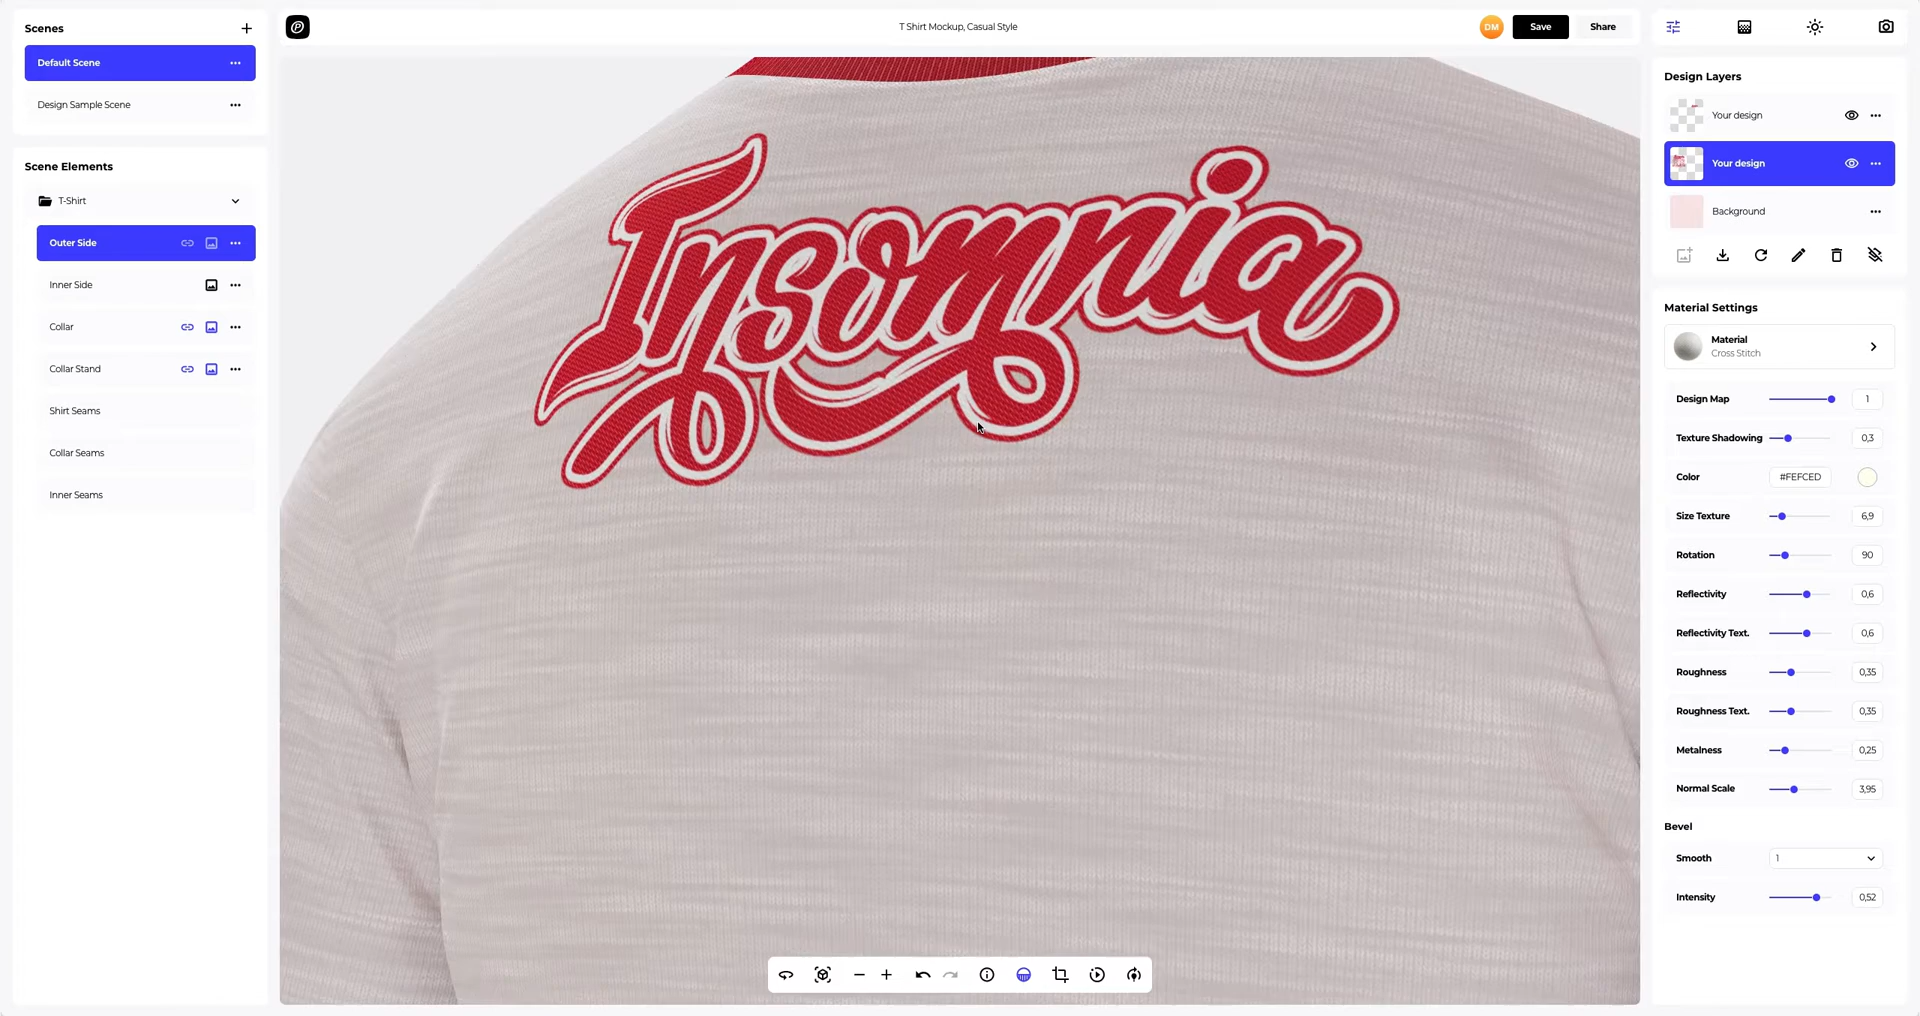 Scenes
Default Scene
Design Sample Scene
Scene Elements
T-Shirt
Outer Side
Inner Side
Collar
Collar Stand
Shirt Seams
Collar Seams
Inner Seams
T Shirt Mockup, Casual Style
DM
Save
Share
Insomnia
Design Layers
Your design
Your design
Background
Material Settings
Material
Cross Stitch
Design Map 1
Texture Shadowing 0,3
Color #FEFCED
Size Texture 6,9
Rotation 90
Reflectivity 0,6
Reflectivity Text. 0,6
Roughness 0,35
Roughness Text. 0,35
Metalness 0,25
Normal Scale 3,95
Bevel
Smooth 1
Intensity 0,52